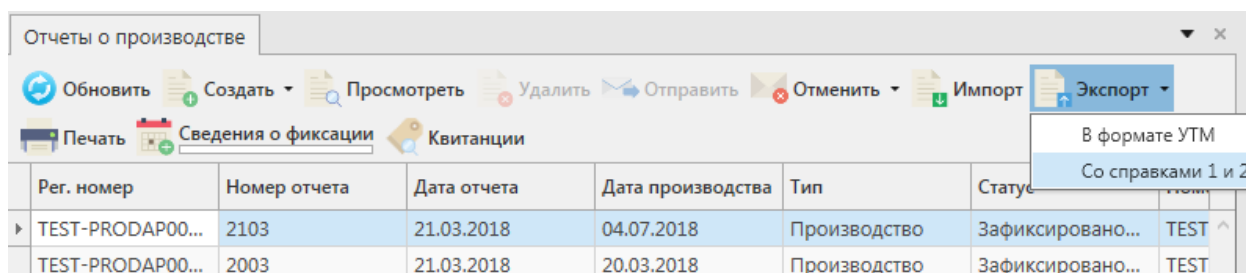 Отчеты о производстве
Обновить Создать Просмотреть Удалить Отправить Отменить Импорт Экспорт
Печать Сведения о фиксации Квитанции
В формате УТМ
Со справками 1 и 2
Рег. номер Номер отчета Дата отчета Дата производства Тип Статус
TEST-PRODAP00... 2103 21.03.2018 04.07.2018 Производство Зафиксировано... TEST
TEST-PRODAP00... 2003 21.03.2018 20.03.2018 Производство Зафиксировано... TEST